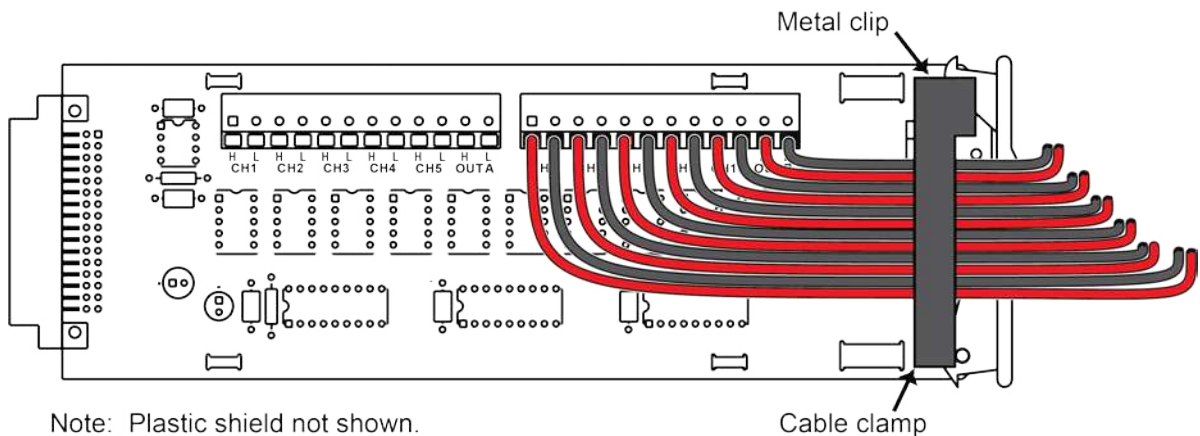 Metal clip
H L H L H L H L H L H L
CH1 CH2 CH3 CH4 CH5 OUT A
Note: Plastic shield not shown.
Cable clamp